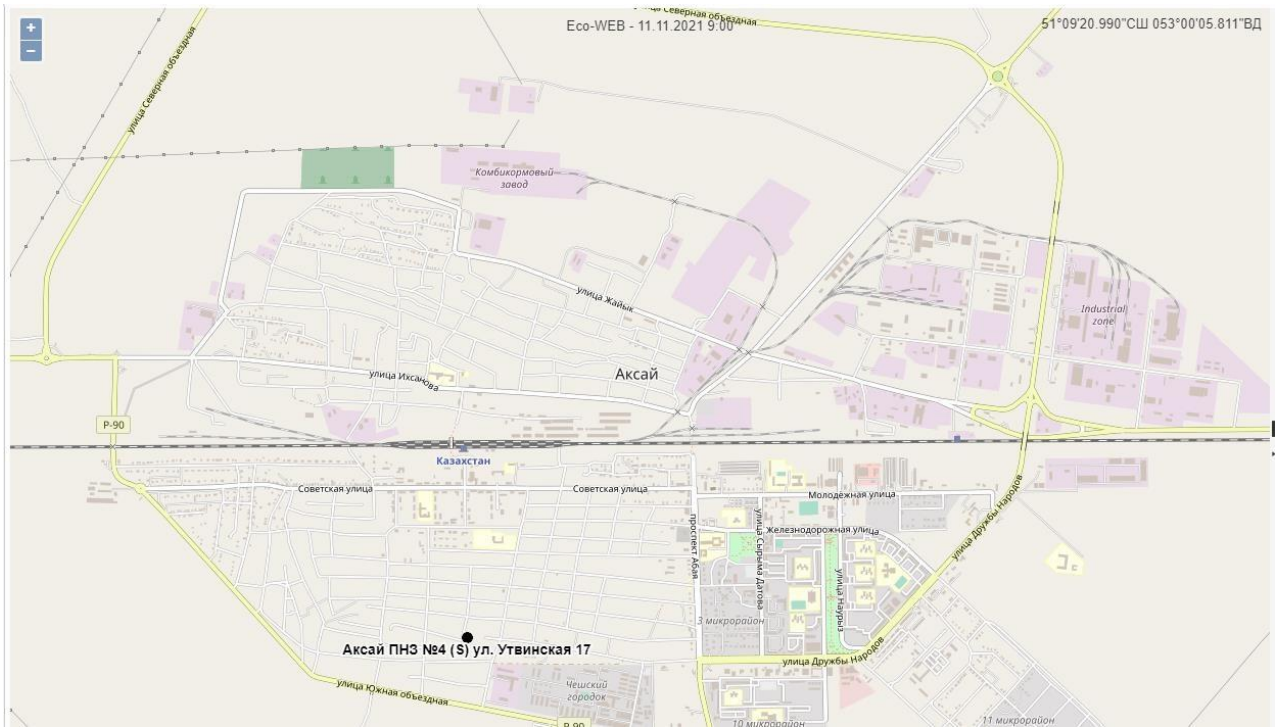 +
−
улица Северная объездная
Eco-WEB - 11.11.2021 9:00
51°09'20.990"СШ 053°00'05.811"ВД
улица Северная объездная
Комбикормовый
завод
улица Жайык
Industrial
zone
Аксай
улица Ихсанова
Р-90
Казахстан
Советская улица
Советская улица
Молодёжная улица
проспект Абая
улица Сырыма Датова
Железнодорожная улица
улица Дружбы Народов
улица Наурыз
3 микрорайон
Аксай ПНЗ №4 (S) ул. Утвинская 17
улица Дружбы Народов
улица Южная объездная
Чешский
городок
Р-90
10 микрорайон
11 микрорайон